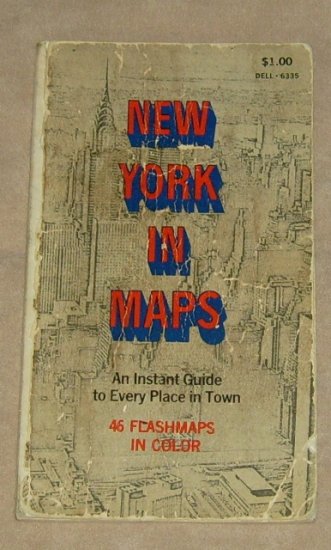 $1.00
DELL • 6335
NEW
YORK
IN
MAPS
An Instant Guide
to Every Place in Town
46 FLASHMAPS
IN COLOR